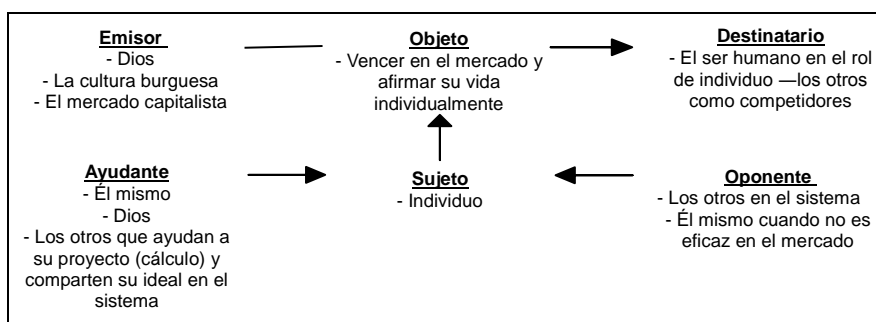 Emisor
- Dios
- La cultura burguesa
- El mercado capitalista
Objeto
- Vencer en el mercado y
afirmar su vida
individualmente
Destinatario
- El ser humano en el rol
de individuo —los otros
como competidores
Ayudante
- Él mismo
- Dios
- Los otros que ayudan a
su proyecto (cálculo) y
comparten su ideal en el
sistema
Sujeto
- Individuo
Oponente
- Los otros en el sistema
- Él mismo cuando no es
eficaz en el mercado